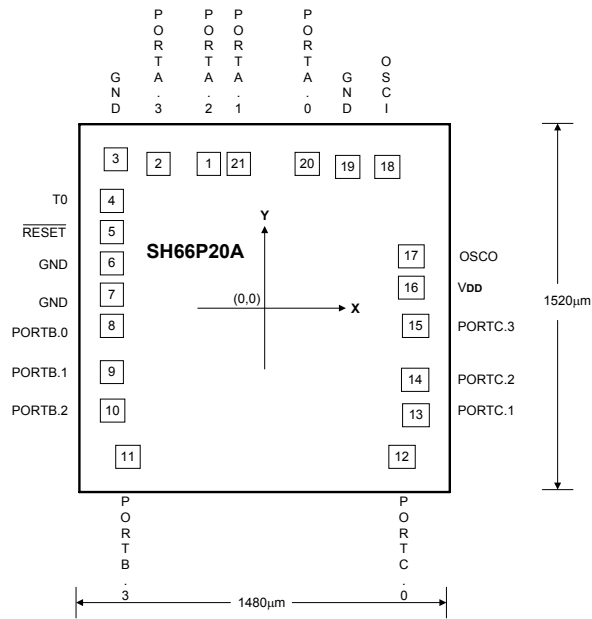 GND
PORTA.3
PORTA.2
PORTA.1
PORTA.0
GND
OSCI
3
2
1
21
20
19
18
T0
4
RESET
5
GND
6
GND
7
PORTB.0
8
PORTB.1
9
PORTB.2
10
11
SH66P20A
Y
(0,0)
X
17
OSCO
16
VDD
15
PORTC.3
14
PORTC.2
13
PORTC.1
12
1520μm
PORTB.3
PORTC.0
1480μm